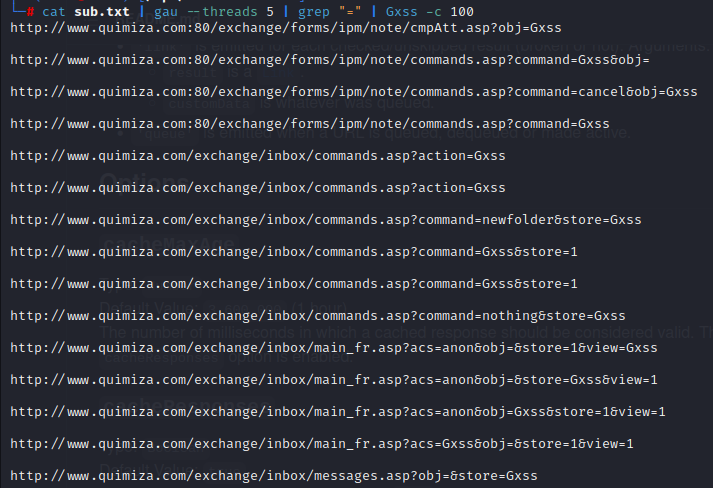 └─# cat sub.txt | gau --threads 5 | grep "=" | Gxss -c 100
http://www.quimiza.com:80/exchange/forms/ipm/note/cmpAtt.asp?obj=Gxss
http://www.quimiza.com:80/exchange/forms/ipm/note/commands.asp?command=Gxss&obj=
http://www.quimiza.com:80/exchange/forms/ipm/note/commands.asp?command=cancel&obj=Gxss
http://www.quimiza.com:80/exchange/forms/ipm/note/commands.asp?command=Gxss
http://www.quimiza.com/exchange/inbox/commands.asp?action=Gxss
http://www.quimiza.com/exchange/inbox/commands.asp?action=Gxss
http://www.quimiza.com/exchange/inbox/commands.asp?command=newfolder&store=Gxss
http://www.quimiza.com/exchange/inbox/commands.asp?command=Gxss&store=1
http://www.quimiza.com/exchange/inbox/commands.asp?command=Gxss&store=1
http://www.quimiza.com/exchange/inbox/commands.asp?command=nothing&store=Gxss
http://www.quimiza.com/exchange/inbox/main_fr.asp?acs=anon&obj=&store=1&view=Gxss
http://www.quimiza.com/exchange/inbox/main_fr.asp?acs=anon&obj=&store=Gxss&view=1
http://www.quimiza.com/exchange/inbox/main_fr.asp?acs=anon&obj=Gxss&store=1&view=1
http://www.quimiza.com/exchange/inbox/main_fr.asp?acs=Gxss&obj=&store=1&view=1
http://www.quimiza.com/exchange/inbox/messages.asp?obj=&store=Gxss